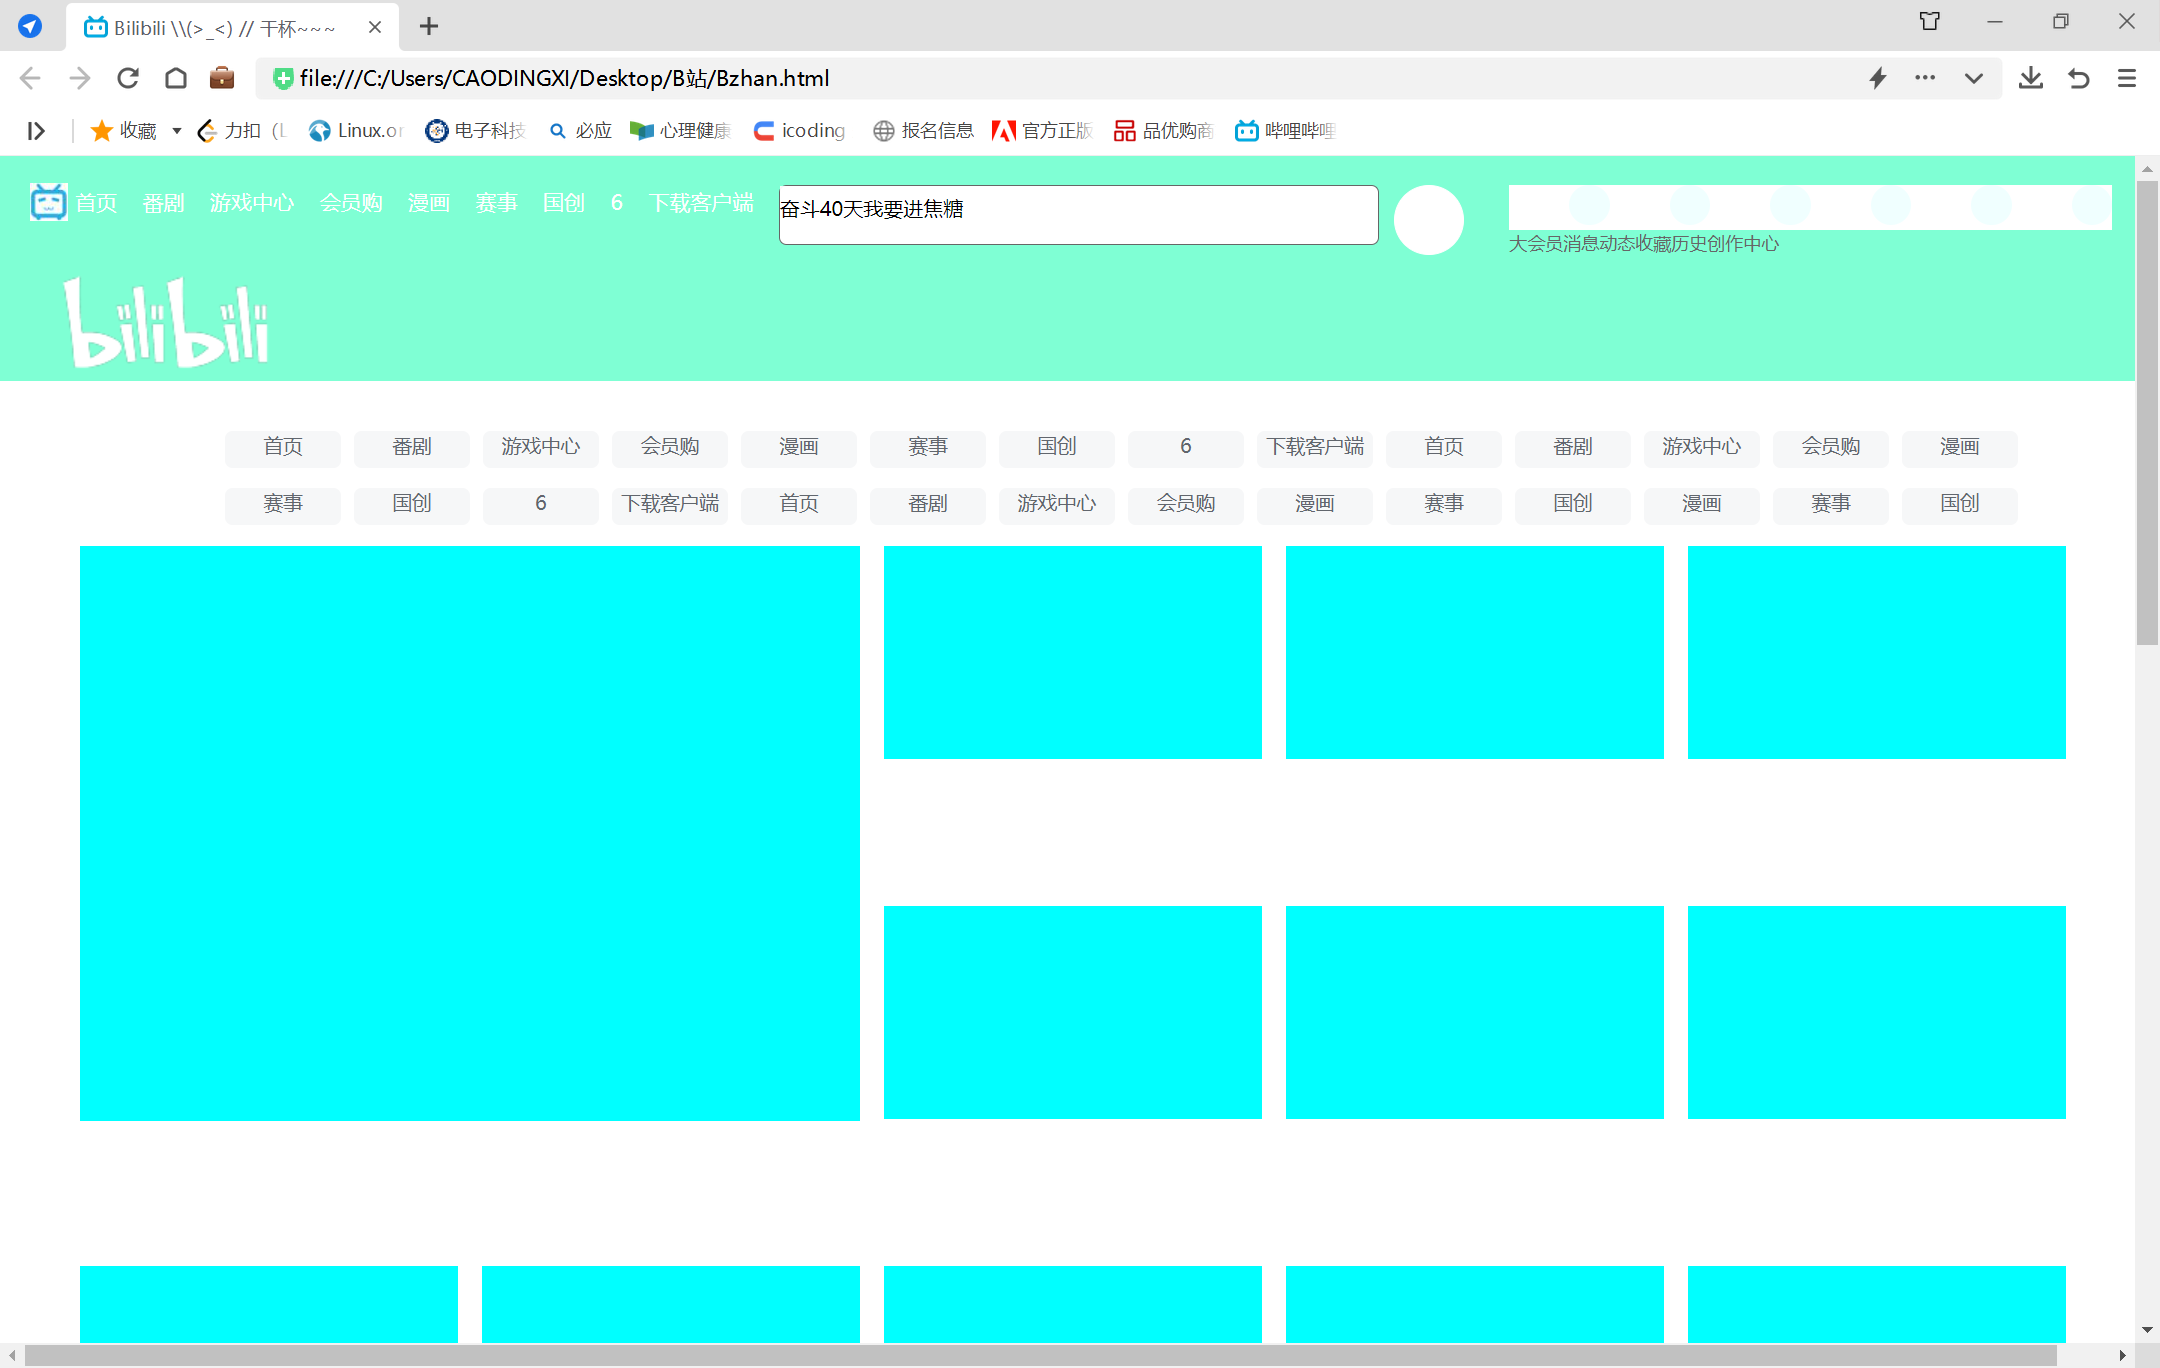 Bilibili \\(>_<) // 干杯~~~
file:///C:/Users/CAODINGXI/Desktop/B站/Bzhan.html
收藏 力扣 (L Linux.or 电子科技 必应 心理健康 icoding 报名信息 官方正版 品优购商 哔哩哔哩
首页 番剧 游戏中心 会员购 漫画 赛事 国创 6 下载客户端 奋斗40天我要进焦糖
大会员消息动态收藏历史创作中心
bilibili
首页 番剧 游戏中心 会员购 漫画 赛事 国创 6 下载客户端 首页 番剧 游戏中心 会员购 漫画
赛事 国创 6 下载客户端 首页 番剧 游戏中心 会员购 漫画 赛事 国创 漫画 赛事 国创